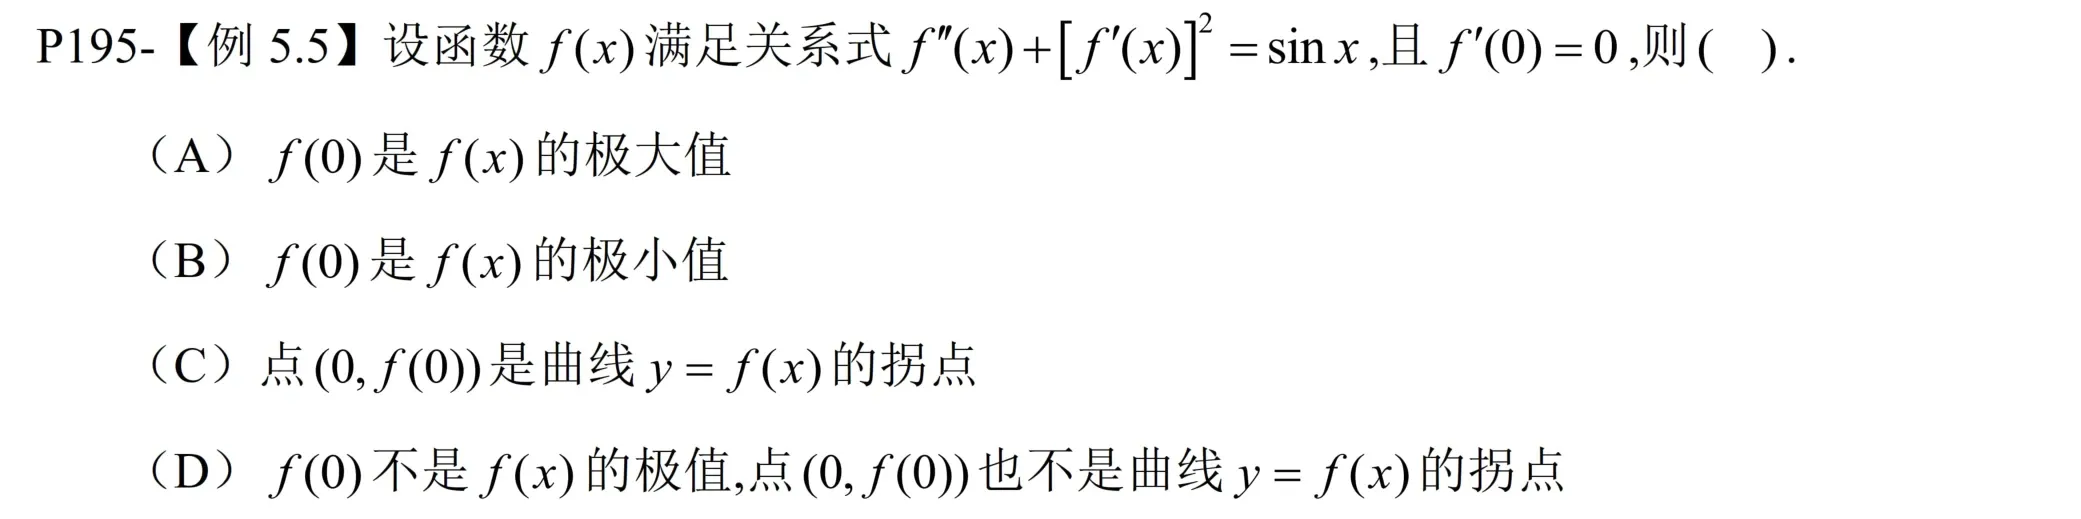 P195-【例 5.5】设函数 f(x) 满足关系式 f″(x)+[f′(x)]²=sin x,且 f′(0)=0,则( ).
(A) f(0)是 f(x)的极大值
(B) f(0)是 f(x)的极小值
(C)点(0, f(0))是曲线 y= f(x)的拐点
(D) f(0)不是 f(x)的极值,点(0, f(0))也不是曲线 y= f(x)的拐点